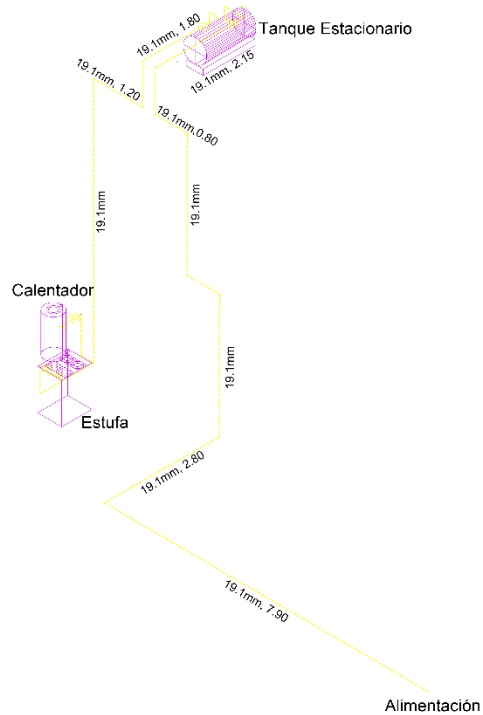 Tanque Estacionario
19.1mm, 1.80
19.1mm, 2.15
19.1mm, 1.20
19.1mm,0.80
19.1mm
19.1mm
Calentador
19.1mm
Estufa
19.1mm, 2.80
19.1mm, 7.90
Alimentación